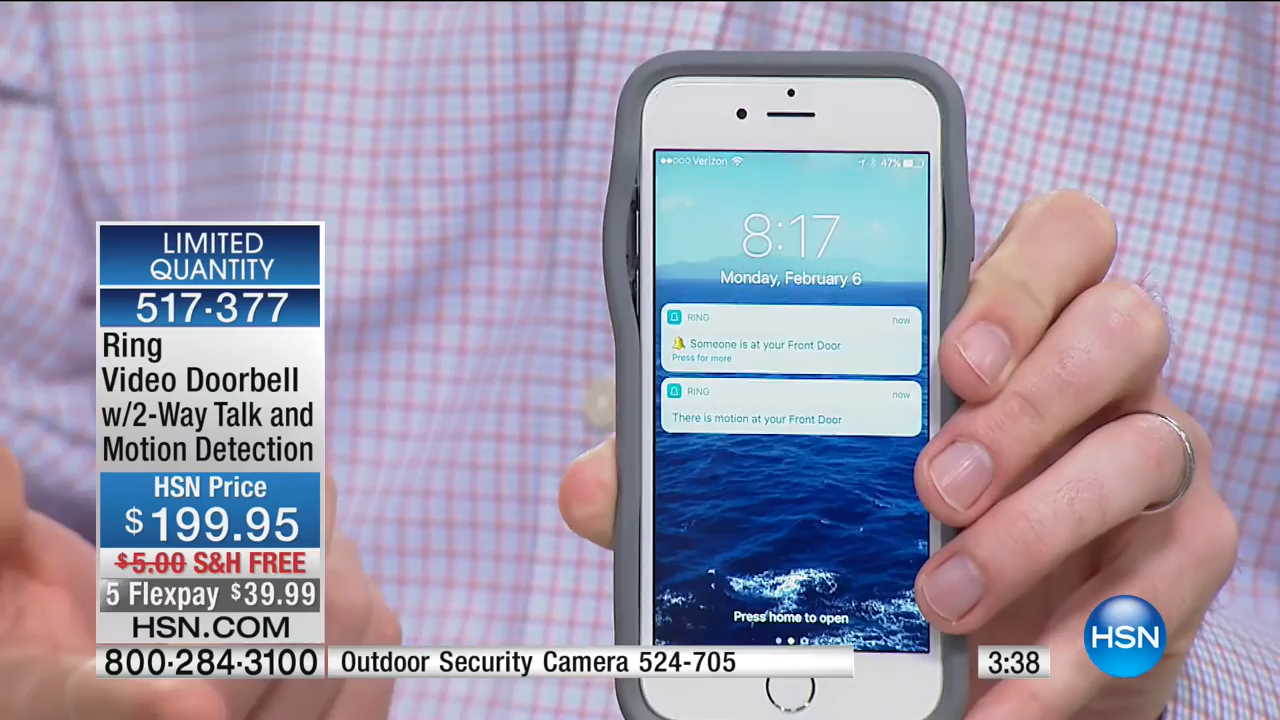 LIMITED
QUANTITY
517-377
Ring
Video Doorbell
w/2-Way Talk and
Motion Detection
HSN Price
$199.95
$5.00 S&H FREE
5 Flexpay $39.99
HSN.COM
800·284·3100
Outdoor Security Camera 524-705
3:38
HSN
Verizon
47%
8:17
Monday, February 6
RING
now
Someone is at your Front Door
Press for more
RING
now
There is motion at your Front Door
Press home to open